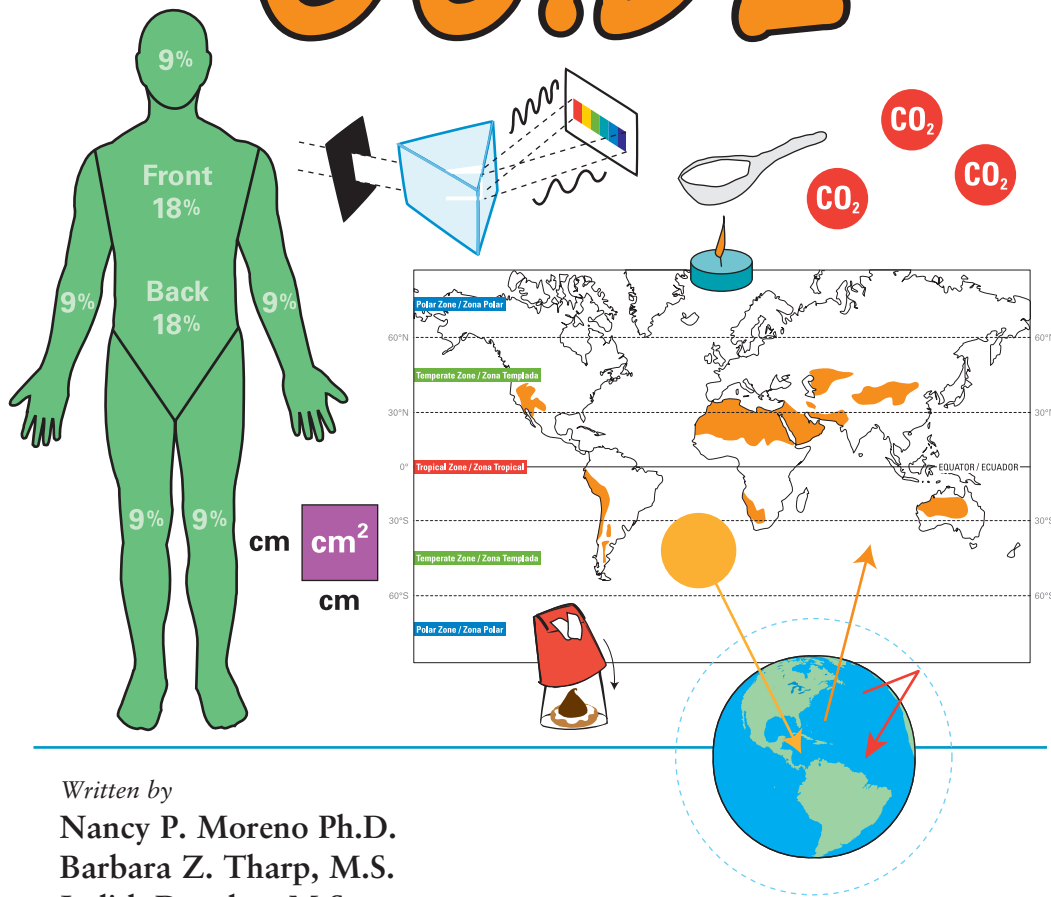 9%
Front
18%
Back
18%
9%
9%
9%
9%
cm
cm²
cm
CO₂
CO₂
CO₂
Polar Zone / Zona Polar
60°N
60°N
Temperate Zone / Zona Templada
30°N
30°N
Tropical Zone / Zona Tropical
0°
EQUATOR / ECUADOR
30°S
30°S
Temperate Zone / Zona Templada
60°S
60°S
Polar Zone / Zona Polar
Written by
Nancy P. Moreno Ph.D.
Barbara Z. Tharp, M.S.